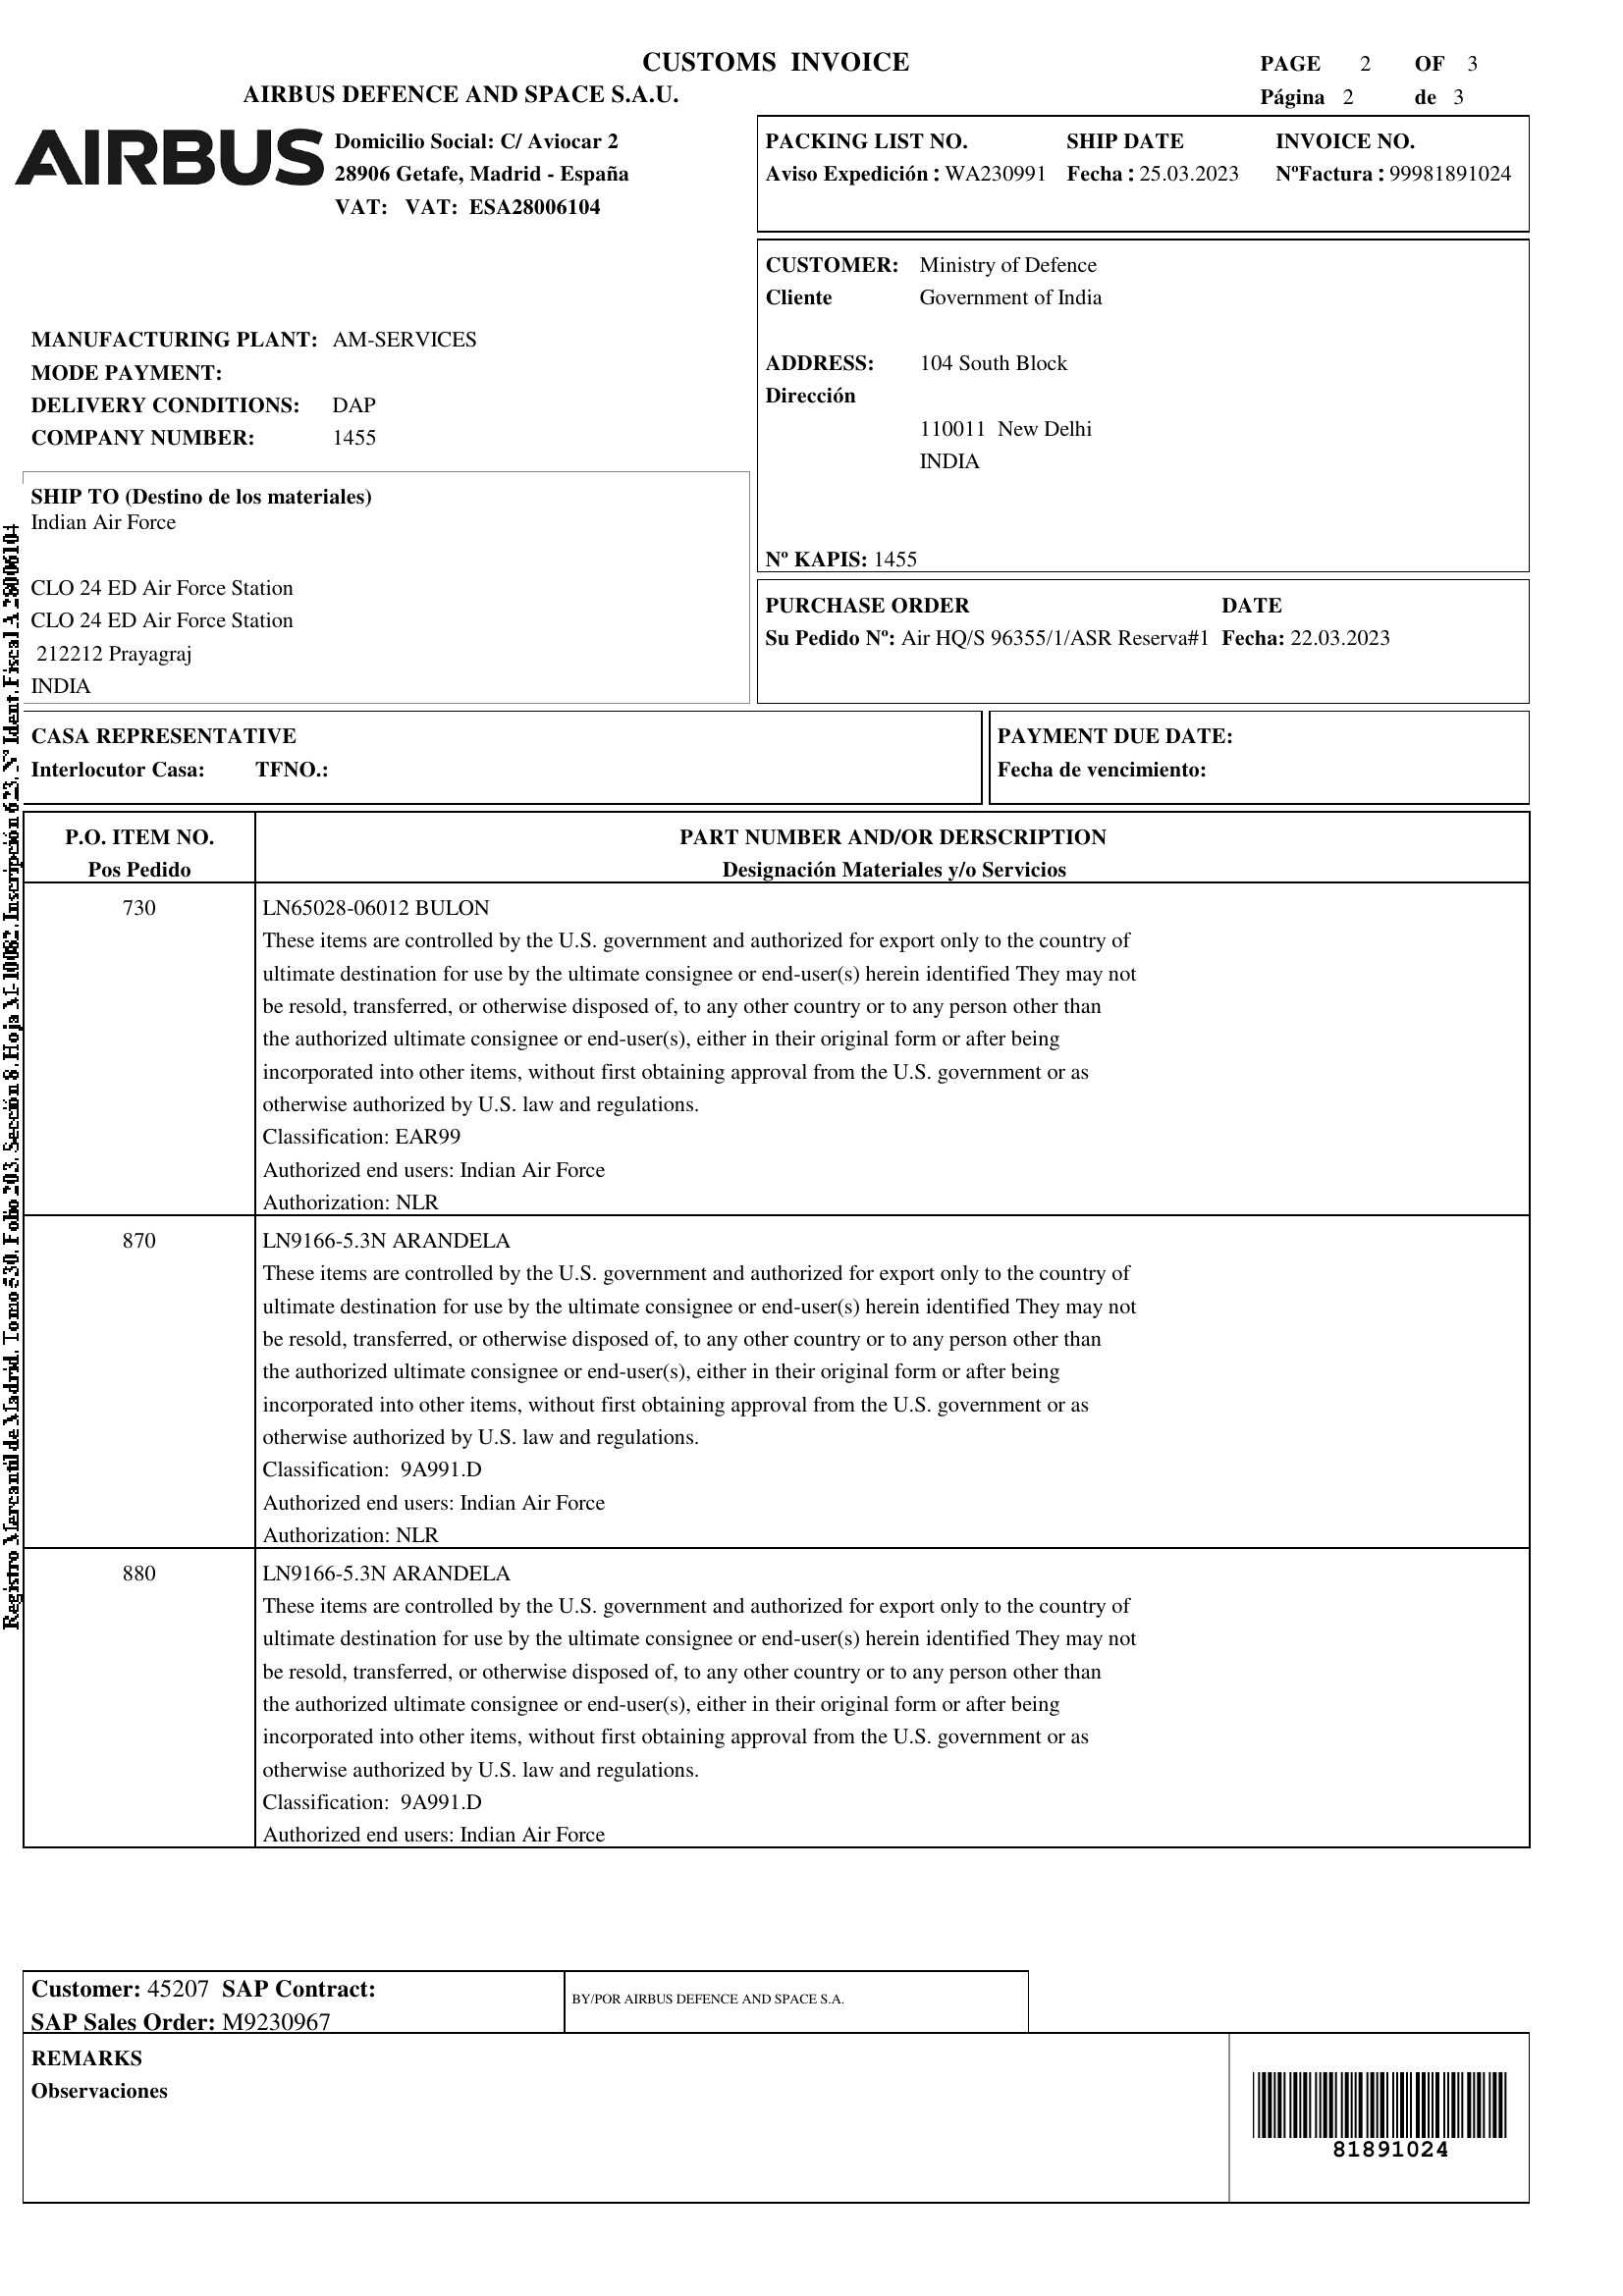 CUSTOMS INVOICE
PAGE 2 OF 3
AIRBUS DEFENCE AND SPACE S.A.U.
Página 2 de 3
AIRBUS
Domicilio Social: C/ Aviocar 2
28906 Getafe, Madrid - España
VAT: VAT: ESA28006104
PACKING LIST NO. SHIP DATE INVOICE NO.
Aviso Expedición : WA230991 Fecha : 25.03.2023 NºFactura : 99981891024
CUSTOMER: Ministry of Defence
Cliente Government of India
ADDRESS: 104 South Block
Dirección
110011 New Delhi
INDIA
Nº KAPIS: 1455
MANUFACTURING PLANT: AM-SERVICES
MODE PAYMENT:
DELIVERY CONDITIONS: DAP
COMPANY NUMBER: 1455
SHIP TO (Destino de los materiales)
Indian Air Force
CLO 24 ED Air Force Station
CLO 24 ED Air Force Station
212212 Prayagraj
INDIA
PURCHASE ORDER DATE
Su Pedido Nº: Air HQ/S 96355/1/ASR Reserva#1 Fecha: 22.03.2023
CASA REPRESENTATIVE
Interlocutor Casa: TFNO.:
PAYMENT DUE DATE:
Fecha de vencimiento:
P.O. ITEM NO. PART NUMBER AND/OR DERSCRIPTION
Pos Pedido Designación Materiales y/o Servicios
730 LN65028-06012 BULON
These items are controlled by the U.S. government and authorized for export only to the country of
ultimate destination for use by the ultimate consignee or end-user(s) herein identified They may not
be resold, transferred, or otherwise disposed of, to any other country or to any person other than
the authorized ultimate consignee or end-user(s), either in their original form or after being
incorporated into other items, without first obtaining approval from the U.S. government or as
otherwise authorized by U.S. law and regulations.
Classification: EAR99
Authorized end users: Indian Air Force
Authorization: NLR
870 LN9166-5.3N ARANDELA
These items are controlled by the U.S. government and authorized for export only to the country of
ultimate destination for use by the ultimate consignee or end-user(s) herein identified They may not
be resold, transferred, or otherwise disposed of, to any other country or to any person other than
the authorized ultimate consignee or end-user(s), either in their original form or after being
incorporated into other items, without first obtaining approval from the U.S. government or as
otherwise authorized by U.S. law and regulations.
Classification: 9A991.D
Authorized end users: Indian Air Force
Authorization: NLR
880 LN9166-5.3N ARANDELA
These items are controlled by the U.S. government and authorized for export only to the country of
ultimate destination for use by the ultimate consignee or end-user(s) herein identified They may not
be resold, transferred, or otherwise disposed of, to any other country or to any person other than
the authorized ultimate consignee or end-user(s), either in their original form or after being
incorporated into other items, without first obtaining approval from the U.S. government or as
otherwise authorized by U.S. law and regulations.
Classification: 9A991.D
Authorized end users: Indian Air Force
Customer: 45207 SAP Contract:
SAP Sales Order: M9230967
BY/POR AIRBUS DEFENCE AND SPACE S.A.
REMARKS
Observaciones
81891024
Registro Mercantil de Madrid, Tomo 530, Folio 203, Sección 8, Hoja M-10082, Inscripción 623, Nº Ident. Fiscal A 28006104